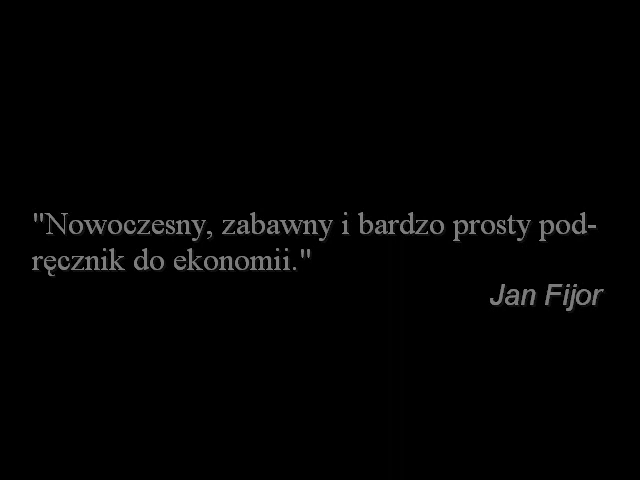 "Nowoczesny, zabawny i bardzo prosty pod-
ręcznik do ekonomii."
Jan Fijor